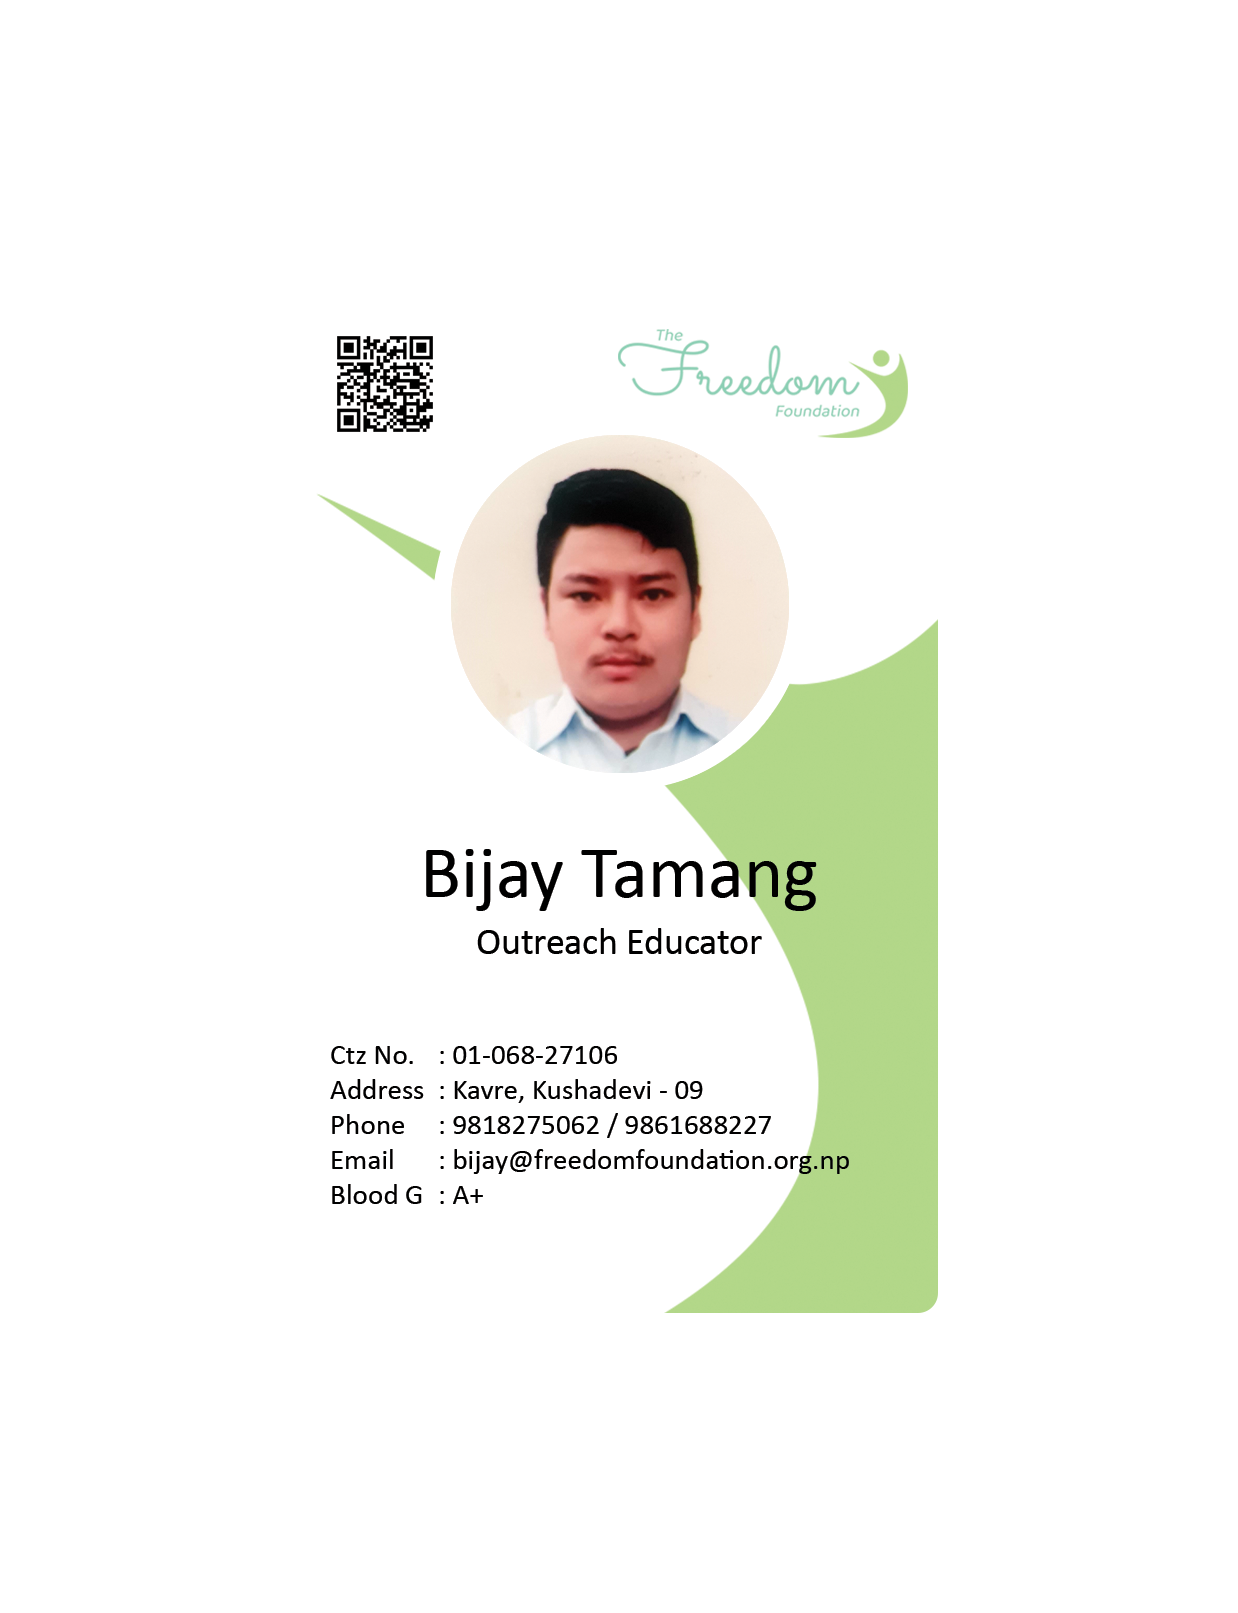 The
Freedom
Foundation
Bijay Tamang
Outreach Educator
Ctz No. : 01-068-27106
Address : Kavre, Kushadevi - 09
Phone : 9818275062 / 9861688227
Email : bijay@freedomfoundation.org.np
Blood G : A+